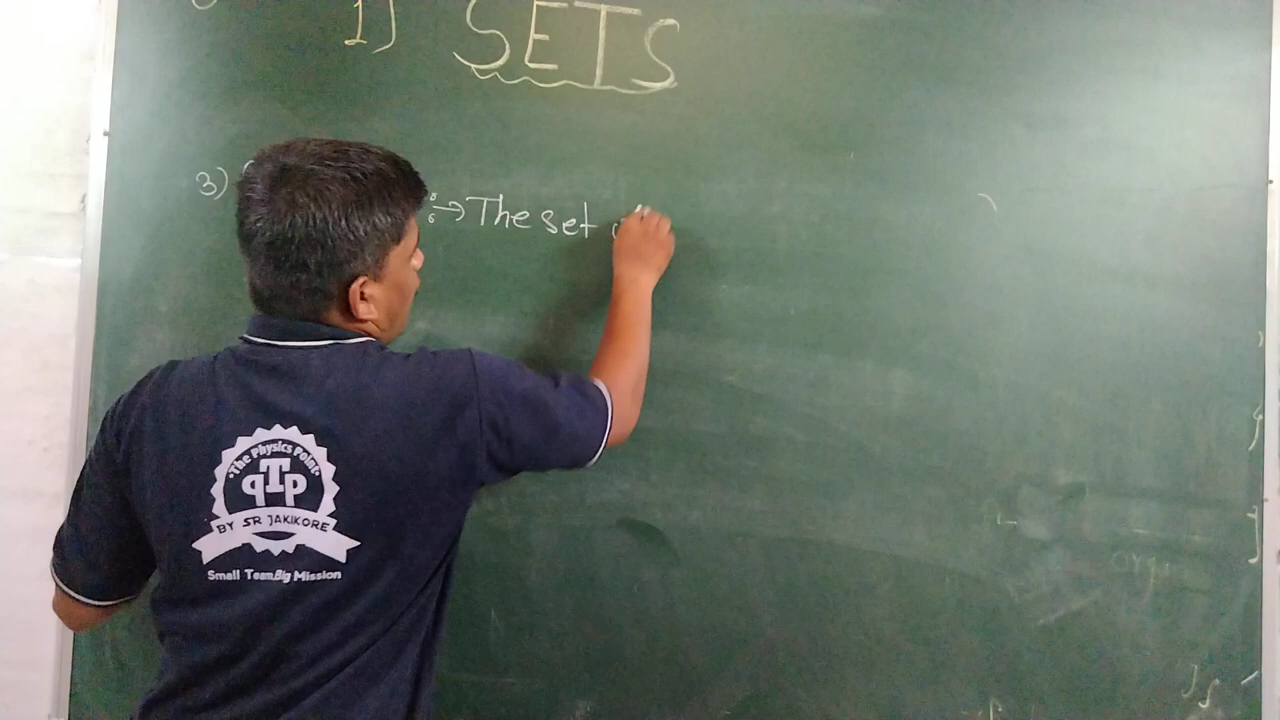 1) SETS
3)
→ The set
The Physics Point
PTP
BY SR JAKIKORE
Small Team,Big Mission